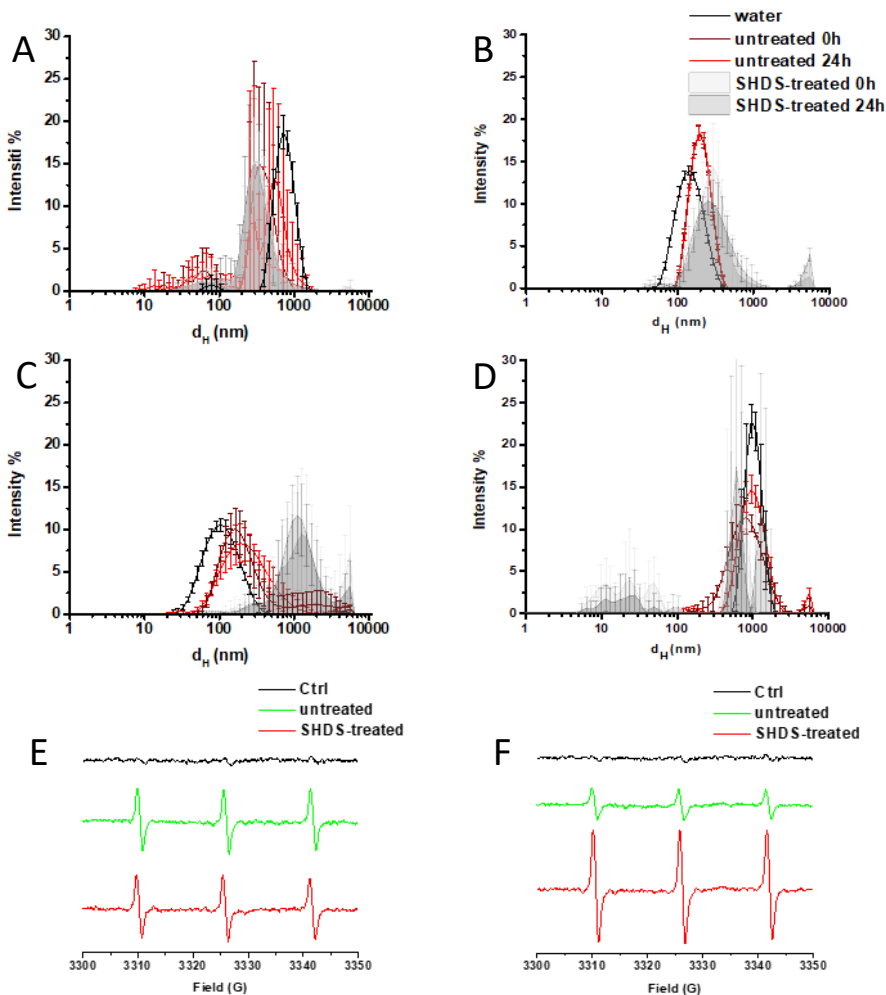 A
B
water
untreated 0h
untreated 24h
SHDS-treated 0h
SHDS-treated 24h
Intensiti %
30
25
20
15
10
5
0
1 10 100 1000 10000
d_H (nm)
Intensity %
30
25
20
15
10
5
0
1 10 100 1000 10000
d_H (nm)
C
D
Intensity %
30
25
20
15
10
5
0
1 10 100 1000 10000
d_H (nm)
Intensity %
30
25
20
15
10
5
0
1 10 100 1000 10000
d_H (nm)
E
Ctrl
untreated
SHDS-treated
3300 3310 3320 3330 3340 3350
Field (G)
F
Ctrl
untreated
SHDS-treated
3300 3310 3320 3330 3340 3350
Field (G)